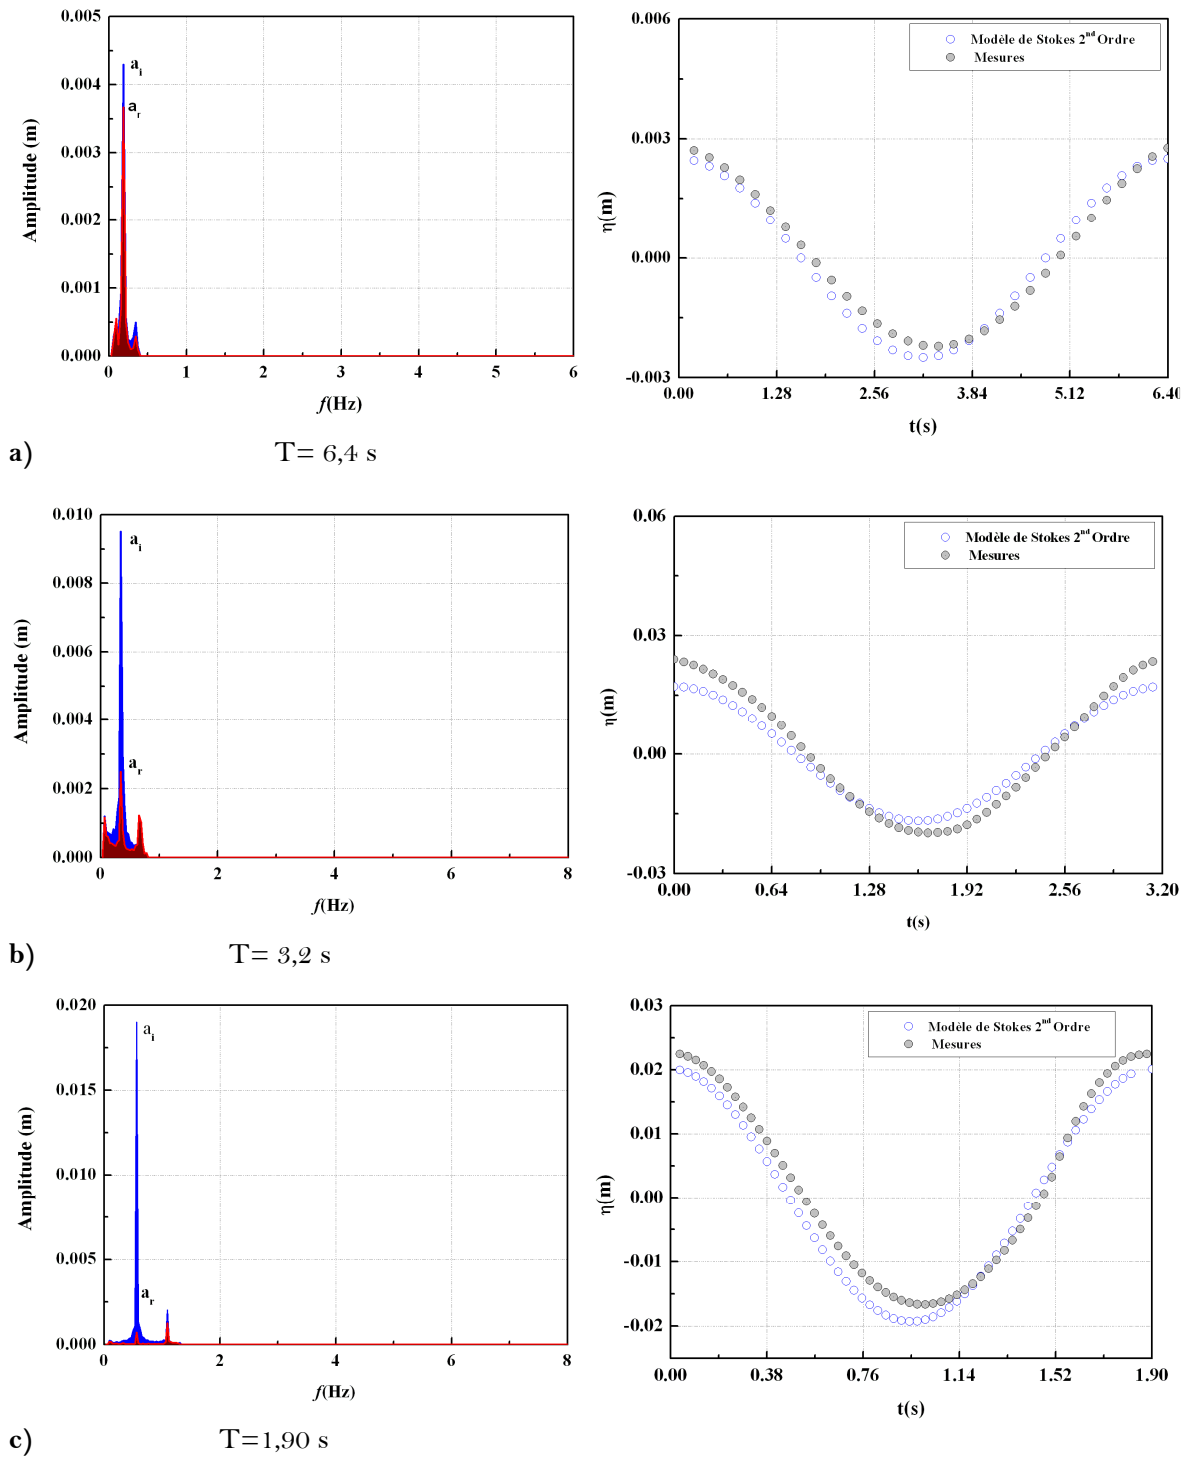 0.005
0.004
0.003
0.002
0.001
0.000
Amplitude (m)
a_i
a_r
0 1 2 3 4 5 6
f(Hz)
0.006
0.003
0.000
-0.003
η(m)
Modèle de Stokes 2nd Ordre
Mesures
0.00 1.28 2.56 3.84 5.12 6.40
t(s)
a) T= 6,4 s
0.010
0.008
0.006
0.004
0.002
0.000
Amplitude (m)
a_i
a_r
0 2 4 6 8
f(Hz)
0.06
0.03
0.00
-0.03
η(m)
Modèle de Stokes 2nd Ordre
Mesures
0.00 0.64 1.28 1.92 2.56 3.20
t(s)
b) T= 3,2 s
0.020
0.015
0.010
0.005
0.000
Amplitude (m)
a_i
a_r
0 2 4 6 8
f(Hz)
0.03
0.02
0.01
0.00
-0.01
-0.02
η(m)
Modèle de Stokes 2nd Ordre
Mesures
0.00 0.38 0.76 1.14 1.52 1.90
t(s)
c) T=1,90 s